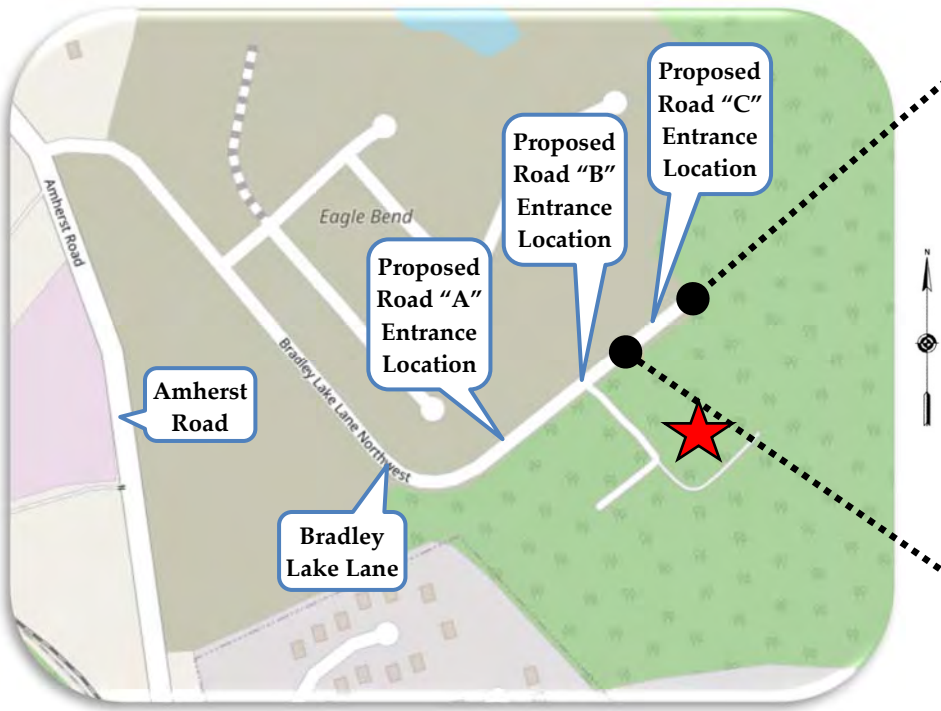 Proposed
Road “C”
Entrance
Location
Proposed
Road “B”
Entrance
Location
Amherst Road
Eagle Bend
Proposed
Road “A”
Entrance
Location
N
Bradley Lake Lane Northwest
Amherst
Road
Bradley
Lake Lane